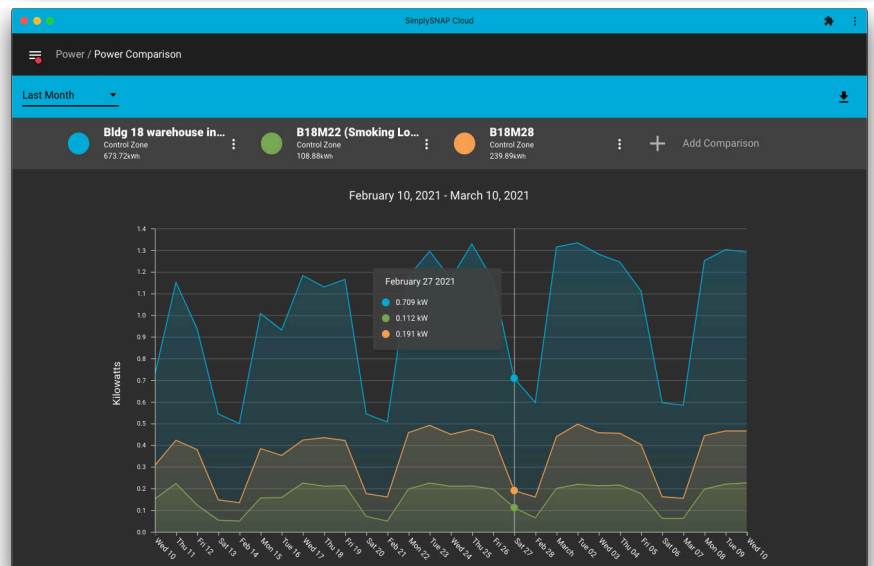 SimplySNAP Cloud
Power / Power Comparison
Last Month
Bldg 18 warehouse in...
Control Zone
673.72kWh
B18M22 (Smoking Lo...
Control Zone
108.88kWh
B18M28
Control Zone
239.89kWh
Add Comparison
February 10, 2021 - March 10, 2021
Kilowatts
1.4
1.3
1.2
1.1
1.0
0.9
0.8
0.7
0.6
0.5
0.4
0.3
0.2
0.1
0.0
February 27 2021
0.709 kW
0.112 kW
0.191 kW
Wed 10
Thu 11
Fri 12
Sat 13
Feb 14
Mon 15
Tue 16
Wed 17
Thu 18
Fri 19
Sat 20
Feb 21
Mon 22
Tue 23
Wed 24
Thu 25
Fri 26
Sat 27
Feb 28
March
Tue 02
Wed 03
Thu 04
Fri 05
Sat 06
Mar 07
Mon 08
Tue 09
Wed 10